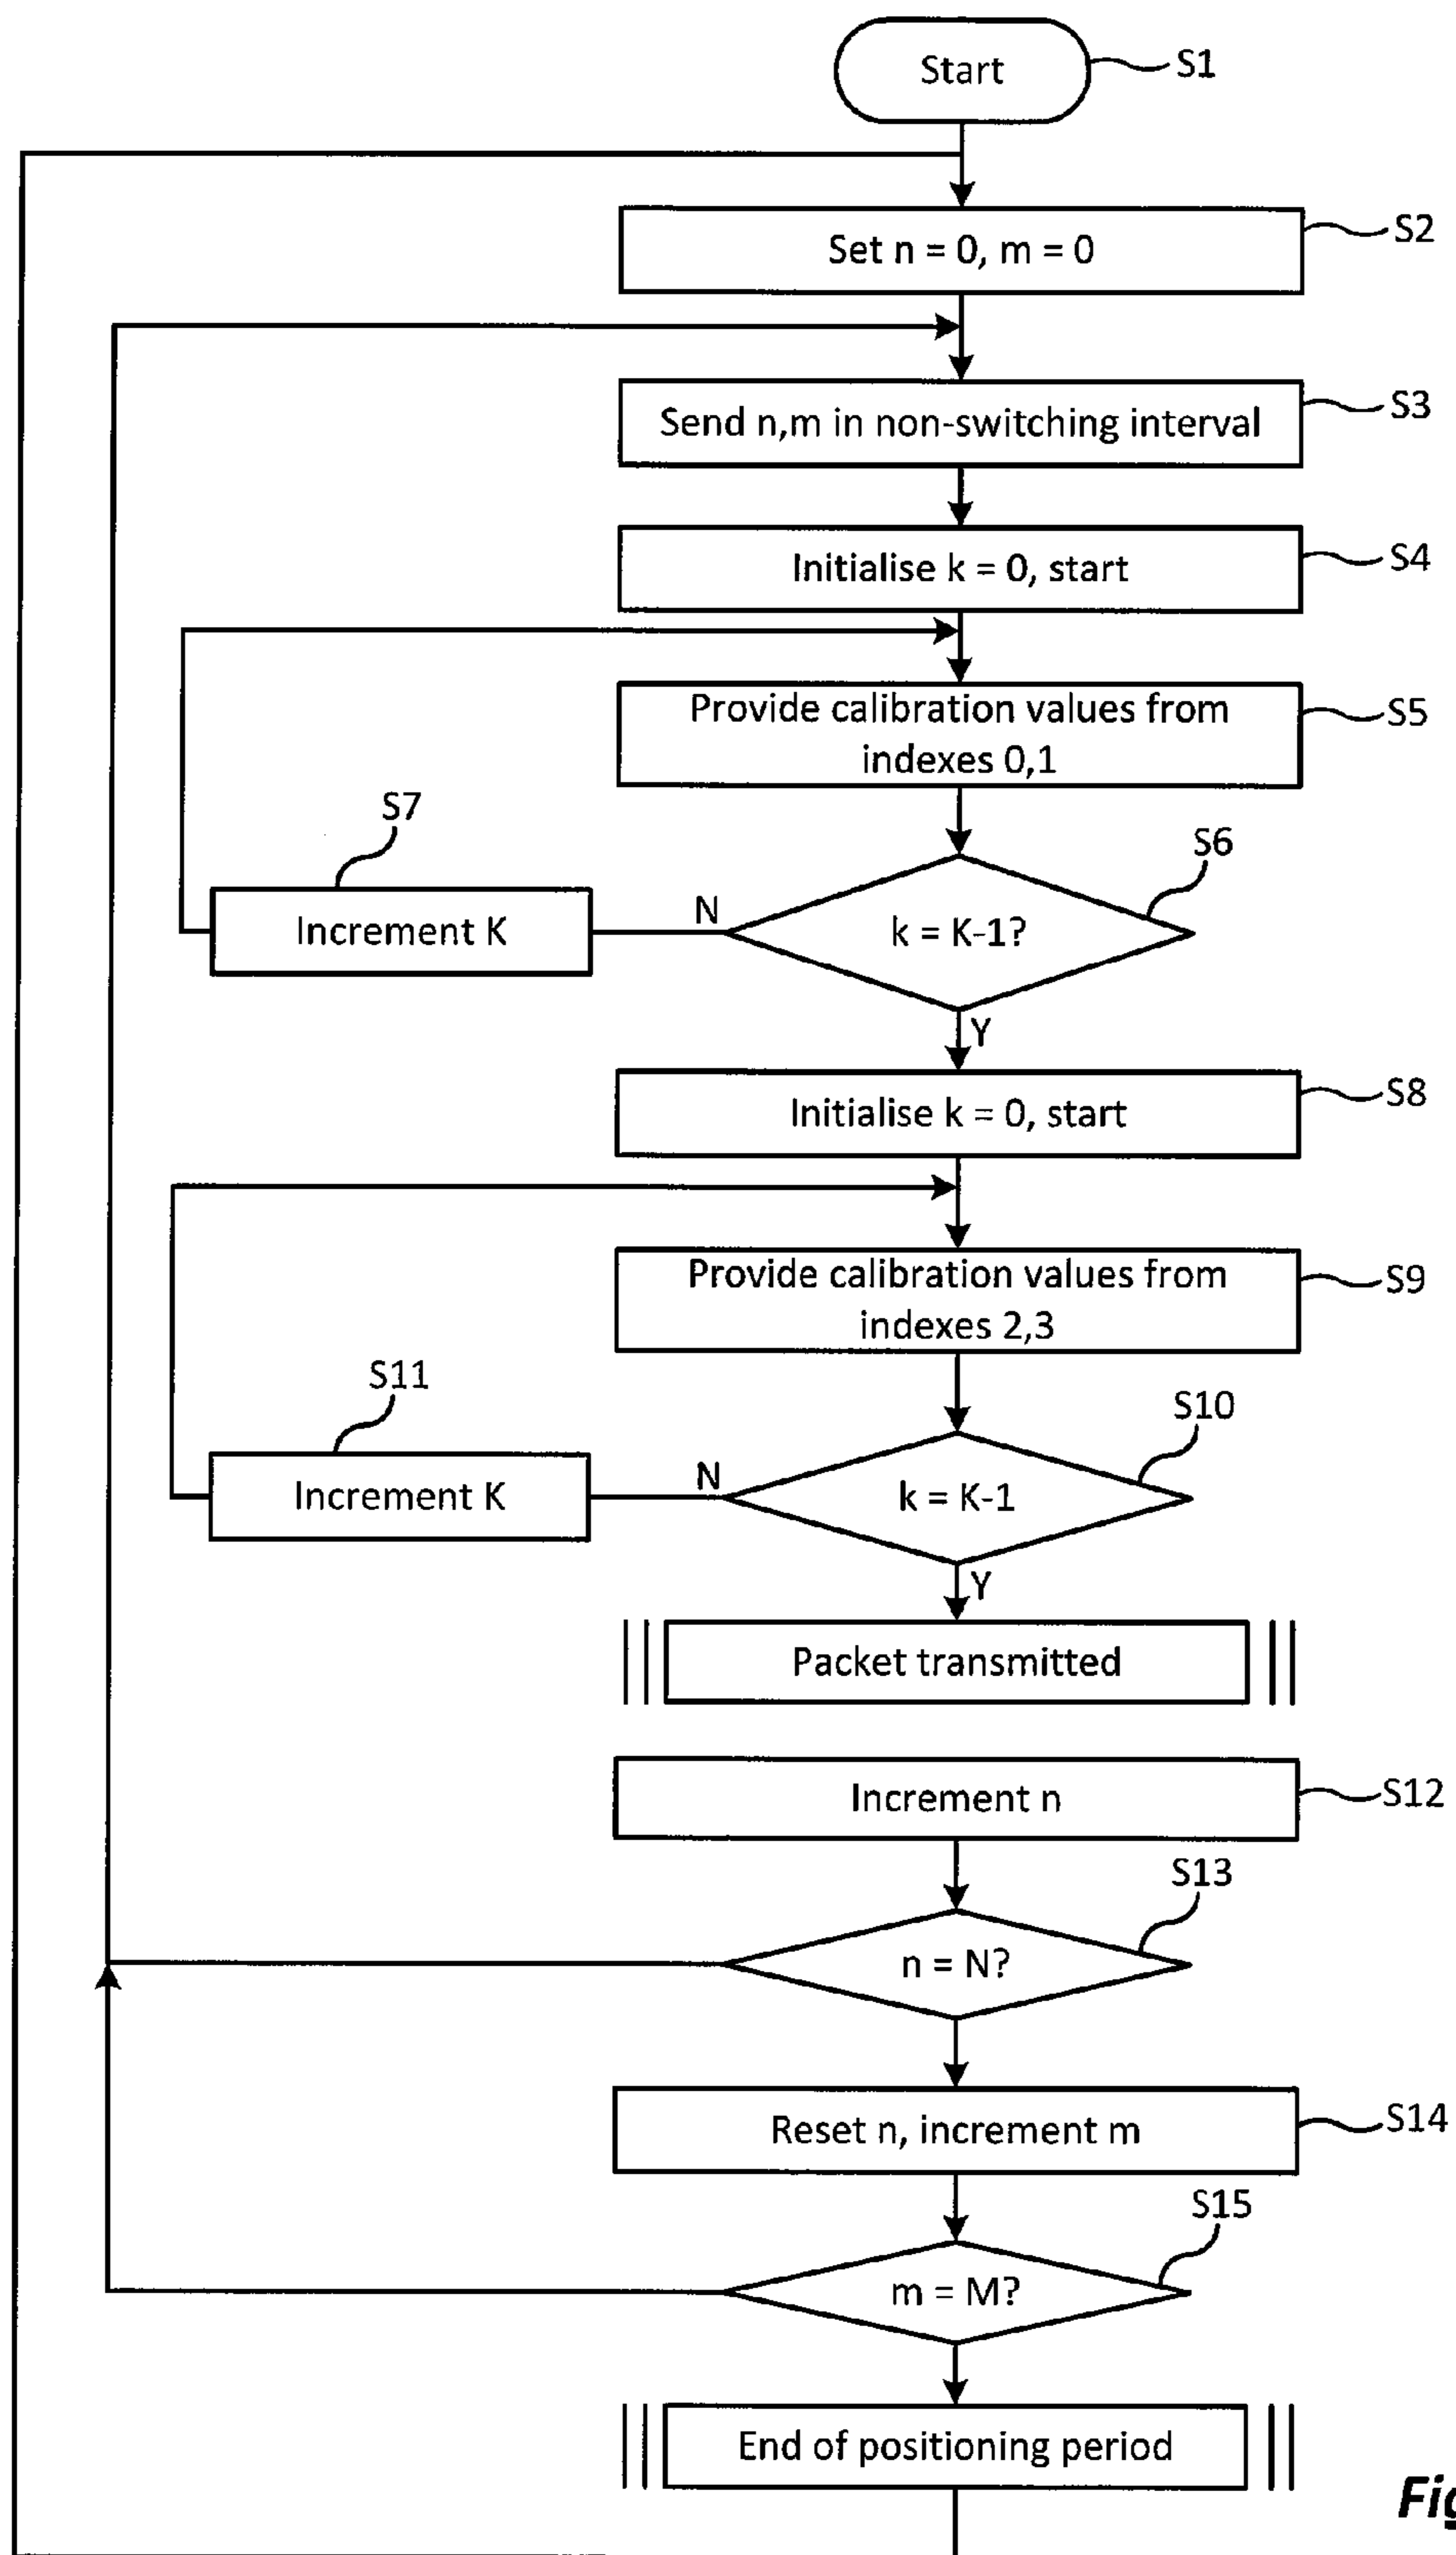 Start
S1
Set n = 0, m = 0
S2
Send n,m in non-switching interval
S3
Initialise k = 0, start
S4
Provide calibration values from
indexes 0,1
S5
S7
Increment K
N
k = K-1?
S6
Y
Initialise k = 0, start
S8
Provide calibration values from
indexes 2,3
S9
S11
Increment K
N
k = K-1
S10
Y
Packet transmitted
Increment n
S12
n = N?
S13
Reset n, increment m
S14
m = M?
S15
End of positioning period